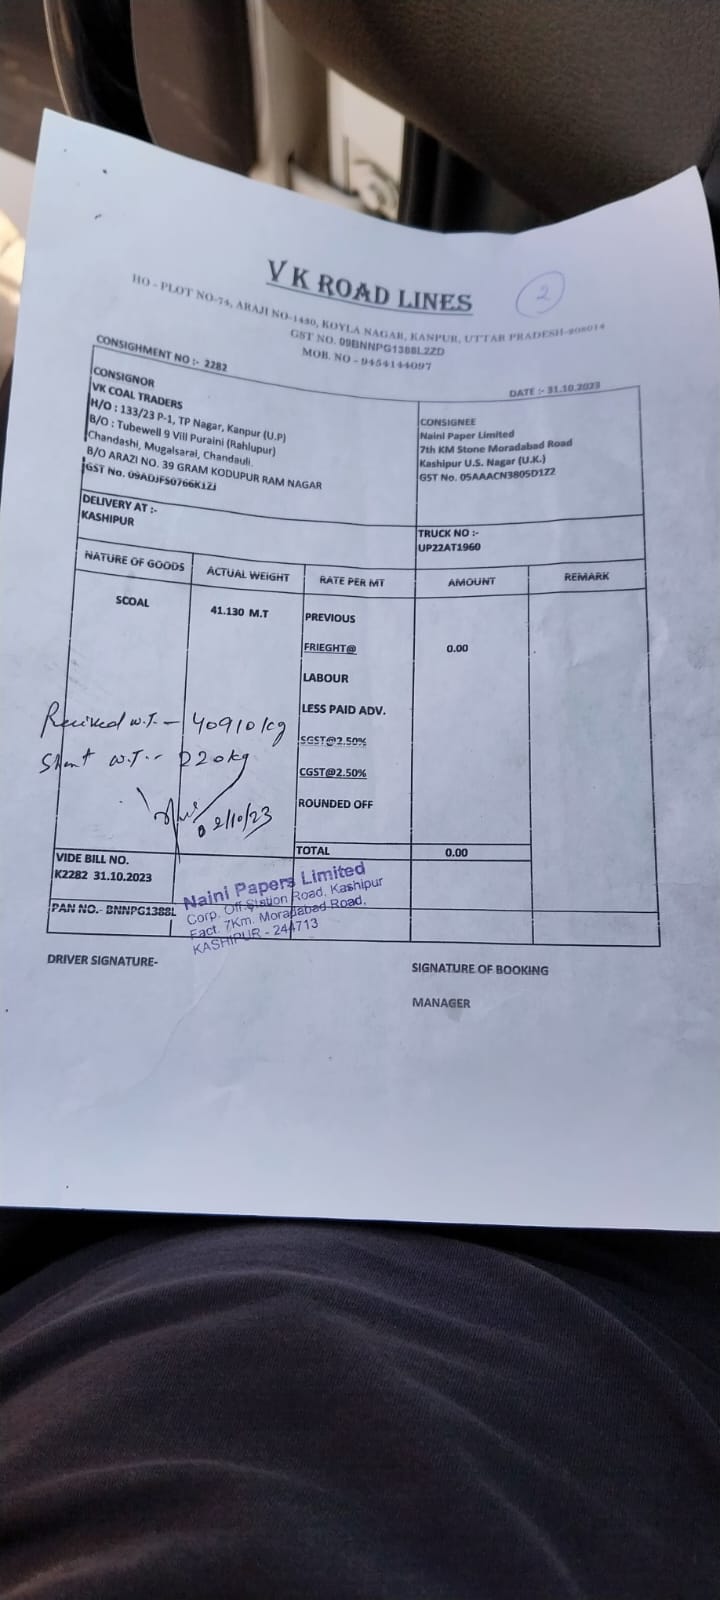 V K ROAD LINES
2
HO - PLOT NO-74, ARAJI NO-1430, KOYLA NAGAR, KANPUR, UTTAR PRADESH-208014
GST NO. 09BNNPG1388L2ZD
MOB. NO - 9454144097
CONSIGHMENT NO :- 2282
DATE :- 31.10.2023
CONSIGNOR
VK COAL TRADERS
H/O : 133/23 P-1, TP Nagar, Kanpur (U.P)
B/O : Tubewell 9 Vill Puraini (Rahlupur)
Chandashi, Mugalsarai, Chandauli.
B/O ARAZI NO. 39 GRAM KODUPUR RAM NAGAR
GST No. 09ADJFS0766K1ZJ
CONSIGNEE
Naini Paper Limited
7th KM Stone Moradabad Road
Kashipur U.S. Nagar (U.K.)
GST No. 05AAACN3805D1Z2
DELIVERY AT :-
KASHIPUR
TRUCK NO :-
UP22AT1960
NATURE OF GOODS ACTUAL WEIGHT RATE PER MT AMOUNT REMARK
SCOAL 41.130 M.T PREVIOUS
FRIEGHT@ 0.00
LABOUR
LESS PAID ADV.
Received W.T. - 40910 kg
SGST@2.50%
Short W.T. - 220kg
CGST@2.50%
ROUNDED OFF
02/10/23
TOTAL 0.00
VIDE BILL NO.
K2282 31.10.2023
PAN NO.- BNNPG1388L
Naini Papers Limited
Corp. Off. Station Road, Kashipur
Fact. 7Km. Moradabad Road,
KASHIPUR - 244713
DRIVER SIGNATURE-
SIGNATURE OF BOOKING
MANAGER